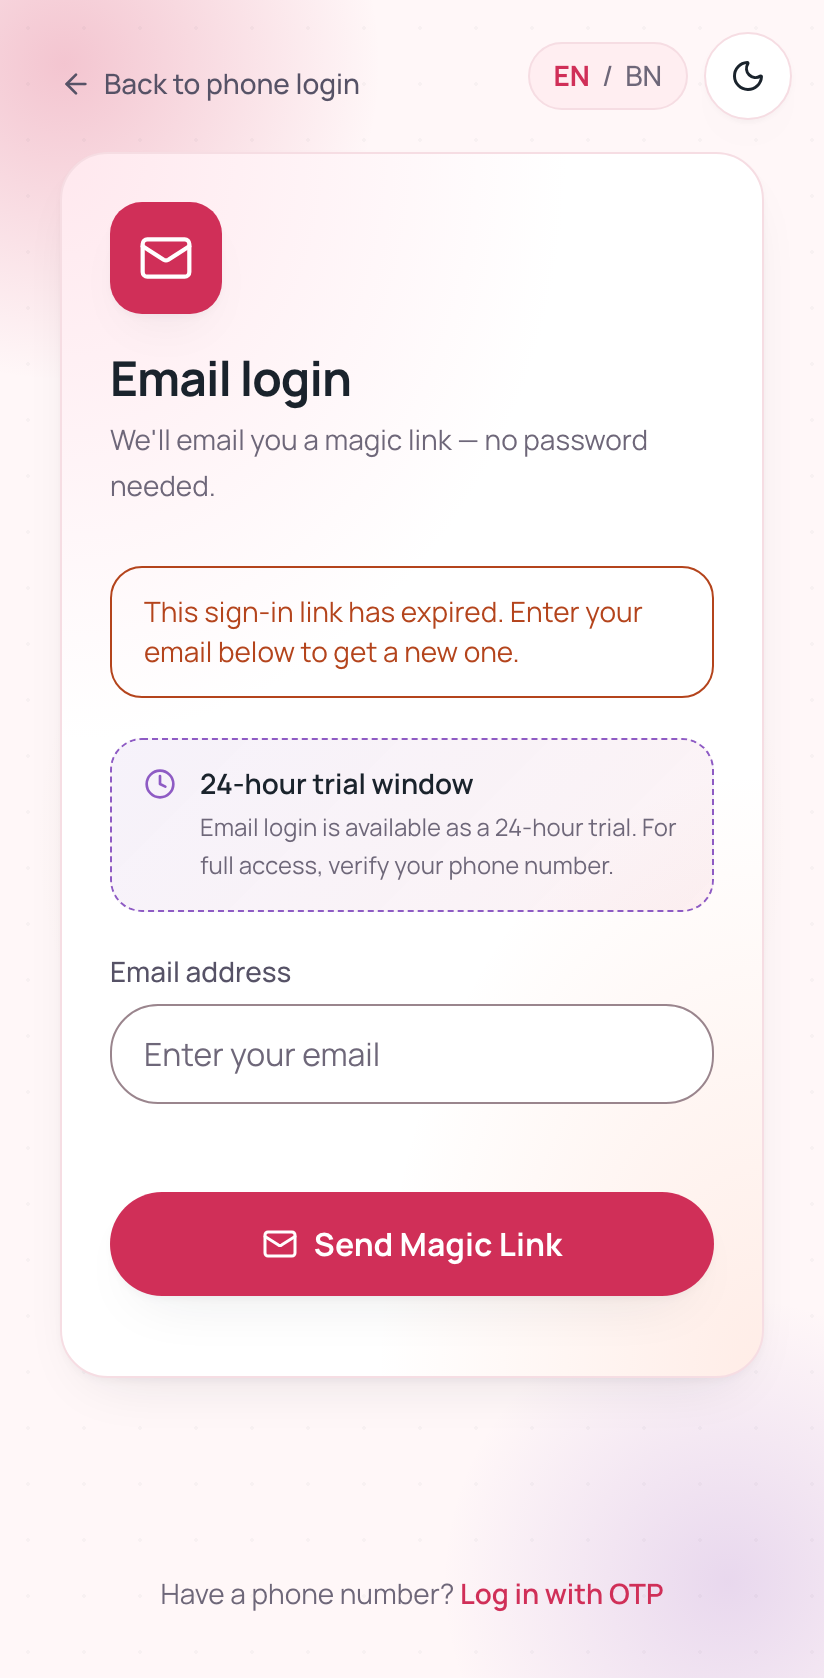 Back to phone login
EN / BN
Email login
We'll email you a magic link — no password
needed.
This sign-in link has expired. Enter your
email below to get a new one.
24-hour trial window
Email login is available as a 24-hour trial. For
full access, verify your phone number.
Email address
Enter your email
Send Magic Link
Have a phone number? Log in with OTP